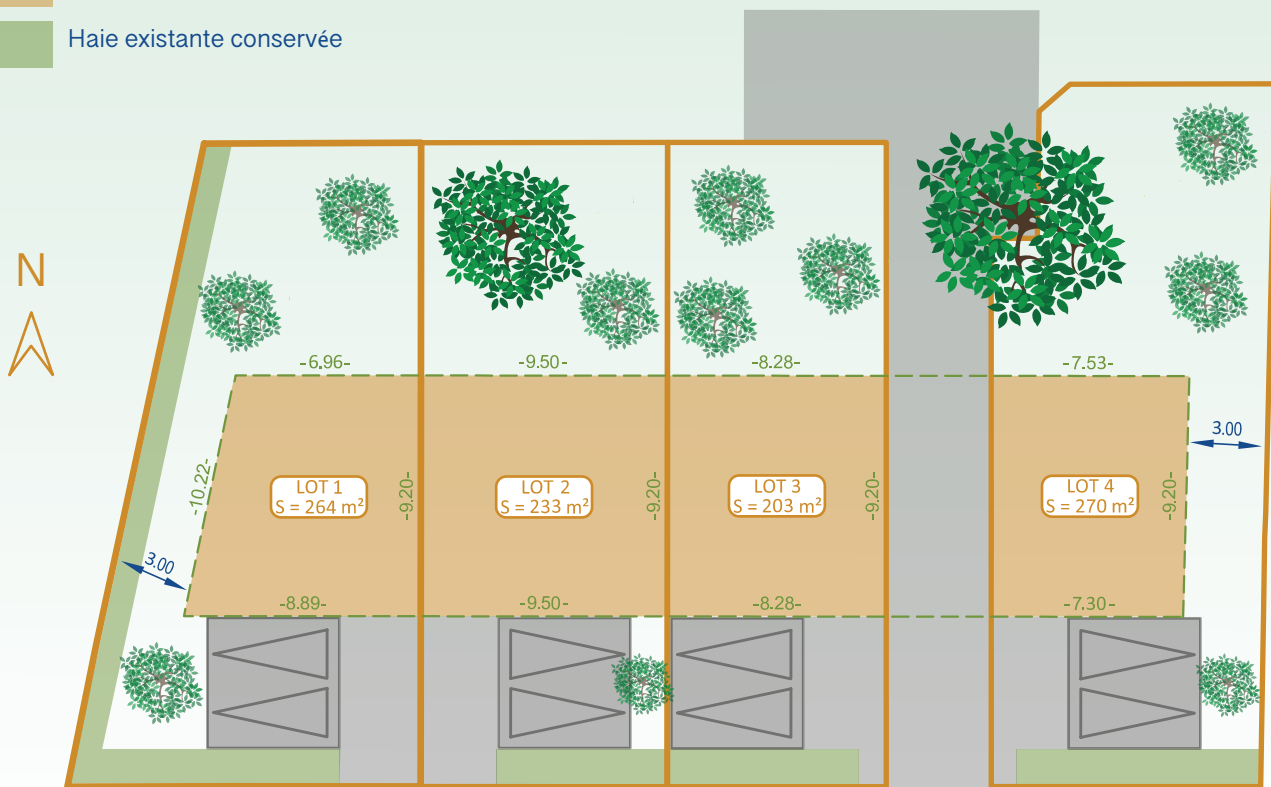 Haie existante conservée
N
-6.96-
-9.50-
-8.28-
-7.53-
3.00
-10.22-
LOT 1
S = 264 m²
-9.20-
LOT 2
S = 233 m²
-9.20-
LOT 3
S = 203 m²
-9.20-
LOT 4
S = 270 m²
-9.20-
3.00
-8.89-
-9.50-
-8.28-
-7.30-